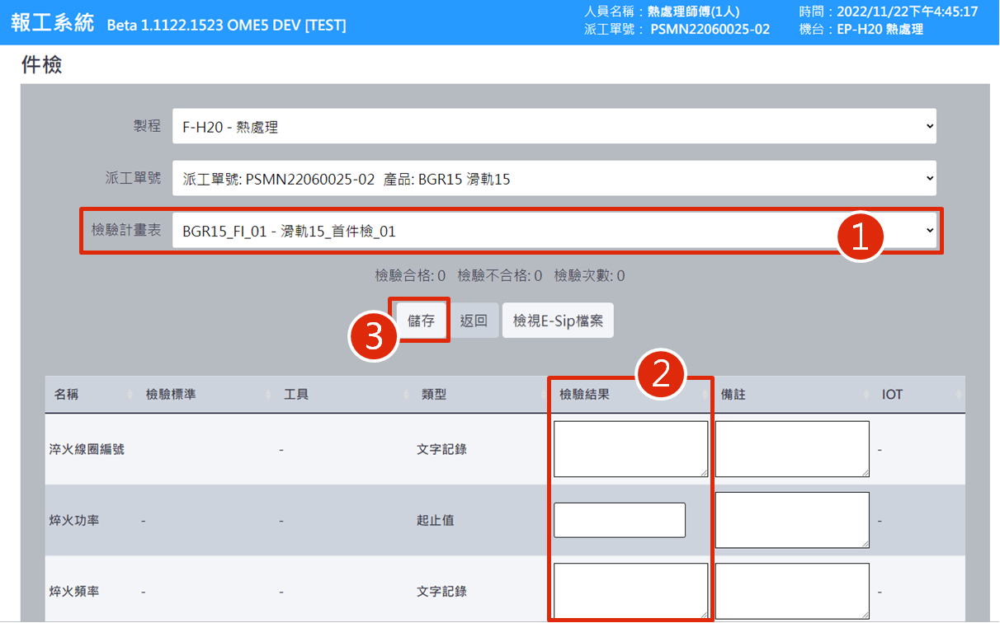 報工系統 Beta 1.1122.1523 OME5 DEV [TEST]
人員名稱：熱處理師傅(1人) 時間：2022/11/22下午4:45:17
派工單號： PSMN22060025-02 機台：EP-H20 熱處理
件檢
製程 F-H20 - 熱處理
派工單號 派工單號: PSMN22060025-02 產品: BGR15 滑軌15
檢驗計畫表 BGR15_FI_01 - 滑軌15_首件檢_01
1
檢驗合格: 0 檢驗不合格: 0 檢驗次數: 0
3 儲存 返回 檢視E-Sip檔案
2
名稱 檢驗標準 工具 類型 檢驗結果 備註 IOT
淬火線圈編號 - 文字記錄 -
焠火功率 - - 起止值 -
焠火頻率 - - 文字記錄 -